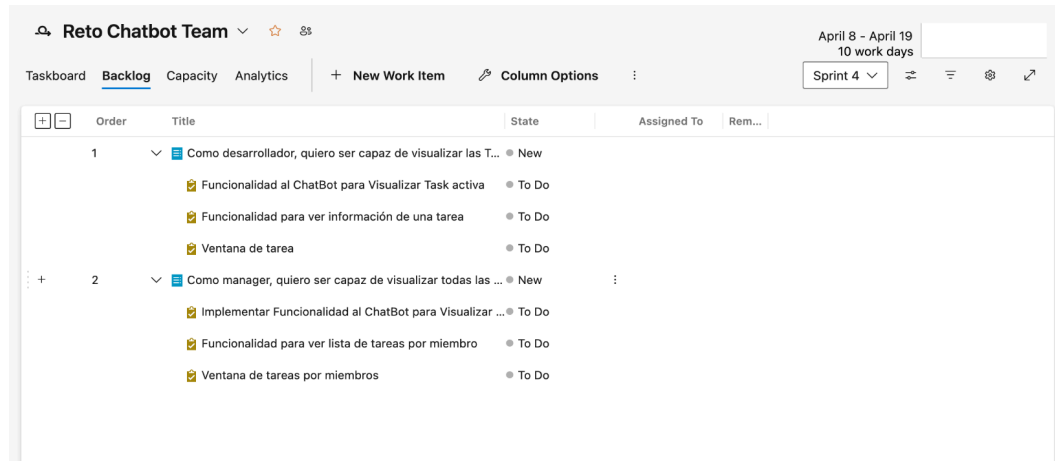 Reto Chatbot Team
April 8 - April 19
10 work days
Taskboard Backlog Capacity Analytics + New Work Item Column Options
Sprint 4
Order Title State Assigned To Rem...
1 Como desarrollador, quiero ser capaz de visualizar las T... New
Funcionalidad al ChatBot para Visualizar Task activa To Do
Funcionalidad para ver información de una tarea To Do
Ventana de tarea To Do
+ 2 Como manager, quiero ser capaz de visualizar todas las ... New
Implementar Funcionalidad al ChatBot para Visualizar ... To Do
Funcionalidad para ver lista de tareas por miembro To Do
Ventana de tareas por miembros To Do